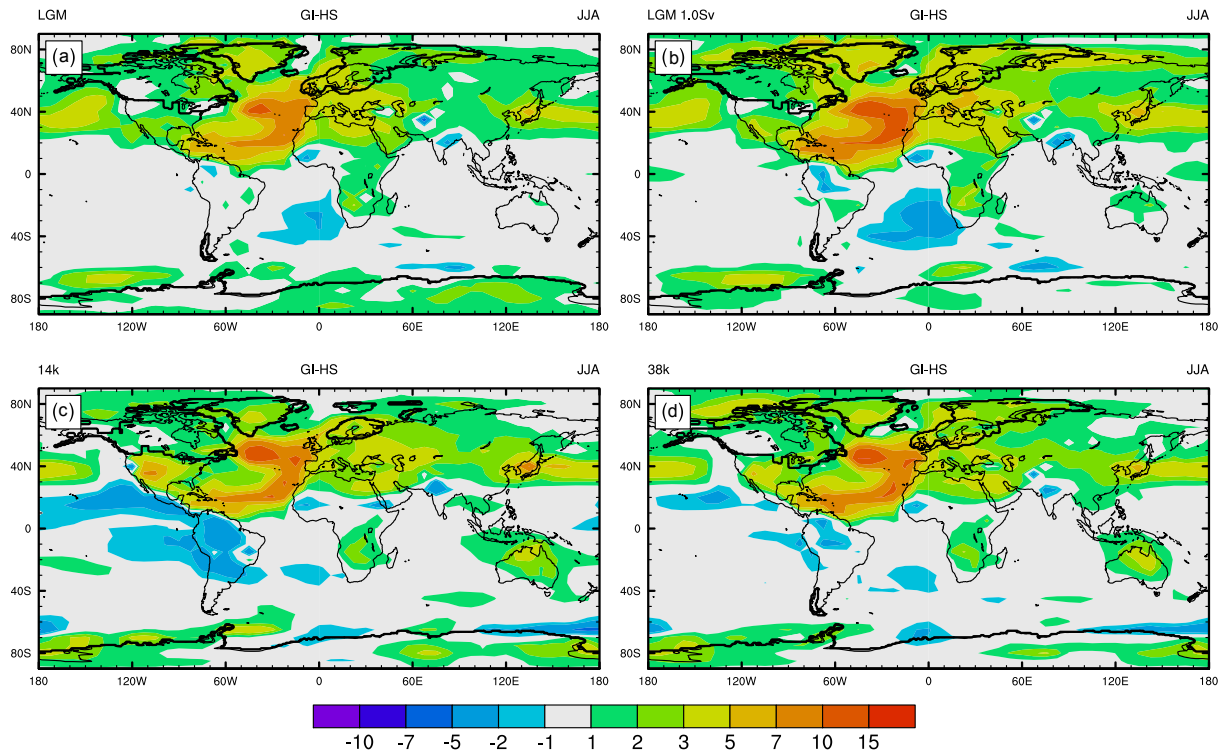 LGM GI-HS JJA
LGM 1.0Sv GI-HS JJA
(a)
(b)
80N
40N
0
40S
80S
180 120W 60W 0 60E 120E 180
80N
40N
0
40S
80S
180 120W 60W 0 60E 120E 180
14k GI-HS JJA
38k GI-HS JJA
(c)
(d)
80N
40N
0
40S
80S
180 120W 60W 0 60E 120E 180
80N
40N
0
40S
80S
180 120W 60W 0 60E 120E 180
-10 -7 -5 -2 -1 1 2 3 5 7 10 15